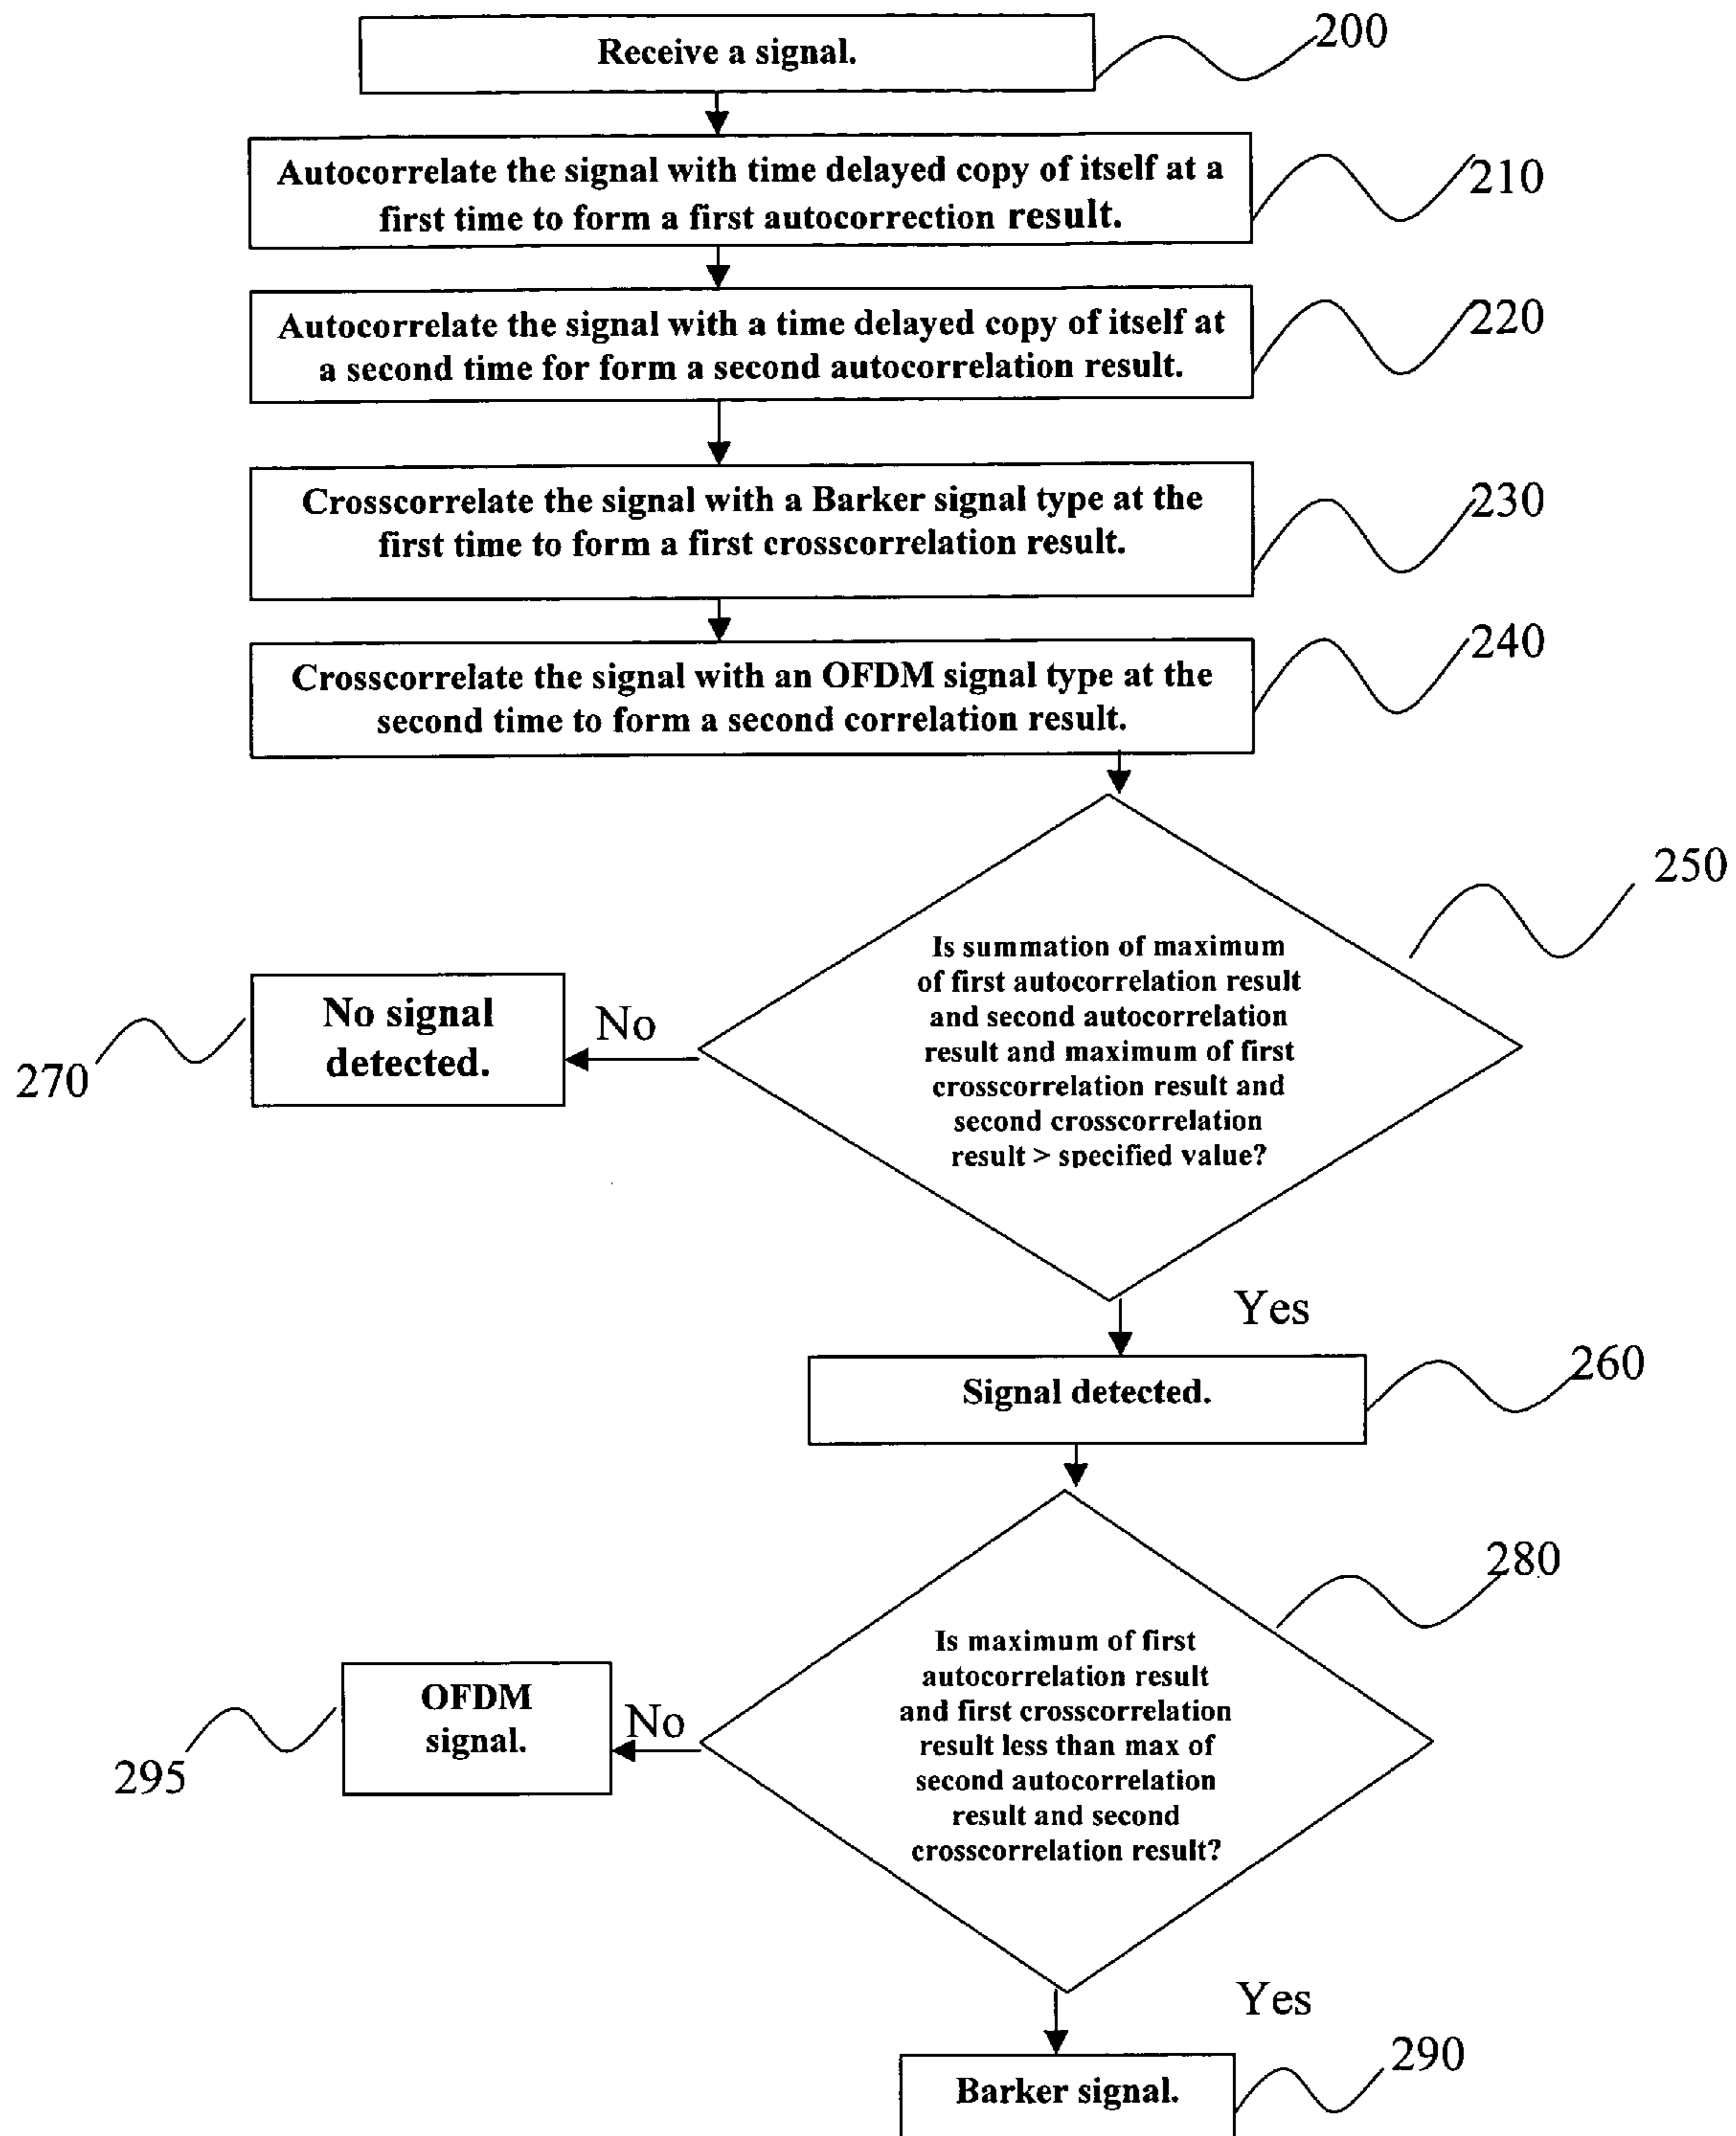 Receive a signal.
200
Autocorrelate the signal with time delayed copy of itself at a
first time to form a first autocorrection result.
210
Autocorrelate the signal with a time delayed copy of itself at
a second time for form a second autocorrelation result.
220
Crosscorrelate the signal with a Barker signal type at the
first time to form a first crosscorrelation result.
230
Crosscorrelate the signal with an OFDM signal type at the
second time to form a second correlation result.
240
250
Is summation of maximum
of first autocorrelation result
and second autocorrelation
result and maximum of first
crosscorrelation result and
second crosscorrelation
result > specified value?
No
No signal
detected.
270
Yes
Signal detected.
260
280
Is maximum of first
autocorrelation result
and first crosscorrelation
result less than max of
second autocorrelation
result and second
crosscorrelation result?
No
OFDM
signal.
295
Yes
Barker signal.
290